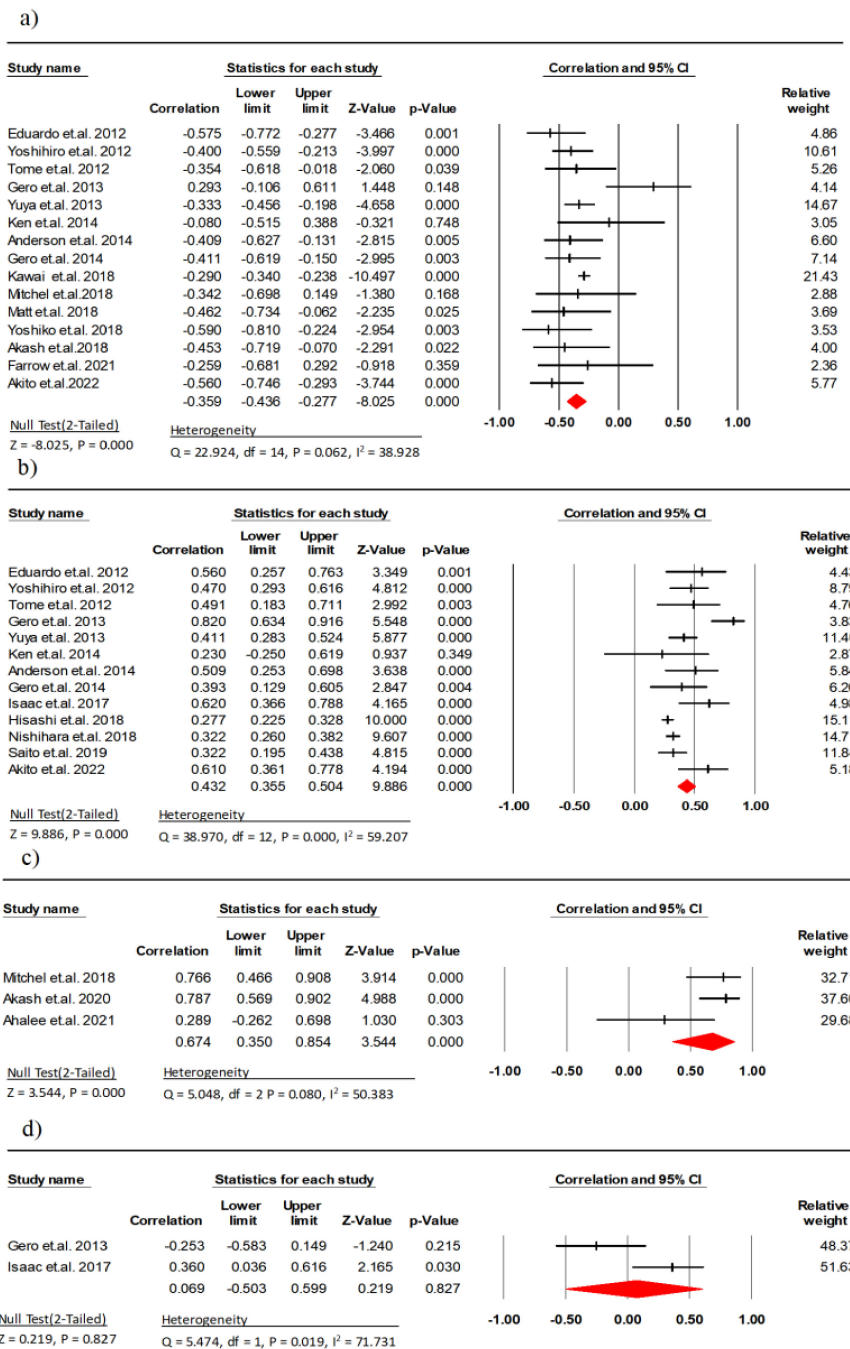 a)
Study name Statistics for each study Correlation and 95% CI
Correlation Lower limit Upper limit Z-Value p-Value Relative weight
Eduardo et.al. 2012 -0.575 -0.772 -0.277 -3.466 0.001 4.86
Yoshihiro et.al. 2012 -0.400 -0.559 -0.213 -3.997 0.000 10.61
Tome et.al. 2012 -0.354 -0.618 -0.018 -2.060 0.039 5.26
Gero et.al. 2013 0.293 -0.106 0.611 1.448 0.148 4.14
Yuya et.al. 2013 -0.333 -0.456 -0.198 -4.658 0.000 14.67
Ken et.al. 2014 -0.080 -0.515 0.388 -0.321 0.748 3.05
Anderson et.al. 2014 -0.409 -0.627 -0.131 -2.815 0.005 6.60
Gero et.al. 2014 -0.411 -0.619 -0.150 -2.995 0.003 7.14
Kawai et.al. 2018 -0.290 -0.340 -0.238 -10.497 0.000 21.43
Mitchel et.al.2018 -0.342 -0.698 0.149 -1.380 0.168 2.88
Matt et.al. 2018 -0.462 -0.734 -0.062 -2.235 0.025 3.69
Yoshiko et.al. 2018 -0.590 -0.810 -0.224 -2.954 0.003 3.53
Akash et.al.2018 -0.453 -0.719 -0.070 -2.291 0.022 4.00
Farrow et.al. 2021 -0.259 -0.681 0.292 -0.918 0.359 2.36
Akito et.al.2022 -0.560 -0.746 -0.293 -3.744 0.000 5.77
-0.359 -0.436 -0.277 -8.025 0.000
-1.00 -0.50 0.00 0.50 1.00
Null Test(2-Tailed) Heterogeneity
Z = -8.025, P = 0.000 Q = 22.924, df = 14, P = 0.062, I² = 38.928
b)
Study name Statistics for each study Correlation and 95% CI
Correlation Lower limit Upper limit Z-Value p-Value Relative weight
Eduardo et.al. 2012 0.560 0.257 0.763 3.349 0.001
Yoshihiro et.al. 2012 0.470 0.293 0.616 4.812 0.000
Tome et.al. 2012 0.491 0.183 0.711 2.992 0.003
Gero et.al. 2013 0.820 0.634 0.916 5.548 0.000
Yuya et.al. 2013 0.411 0.283 0.524 5.877 0.000
Ken et.al. 2014 0.230 -0.250 0.619 0.937 0.349
Anderson et.al. 2014 0.509 0.253 0.698 3.638 0.000
Gero et.al. 2014 0.393 0.129 0.605 2.847 0.004
Isaac et.al. 2017 0.620 0.366 0.788 4.165 0.000
Hisashi et.al. 2018 0.277 0.225 0.328 10.000 0.000
Nishihara et.al. 2018 0.322 0.260 0.382 9.607 0.000
Saito et.al. 2019 0.322 0.195 0.438 4.815 0.000
Akito et.al. 2022 0.610 0.361 0.778 4.194 0.000
0.432 0.355 0.504 9.886 0.000
-1.00 -0.50 0.00 0.50 1.00
Null Test(2-Tailed) Heterogeneity
Z = 9.886, P = 0.000 Q = 38.970, df = 12, P = 0.000, I² = 59.207
c)
Study name Statistics for each study Correlation and 95% CI
Correlation Lower limit Upper limit Z-Value p-Value Relative weight
Mitchel et.al. 2018 0.766 0.466 0.908 3.914 0.000
Akash et.al. 2020 0.787 0.569 0.902 4.988 0.000
Ahalee et.al. 2021 0.289 -0.262 0.698 1.030 0.303
0.674 0.350 0.854 3.544 0.000
-1.00 -0.50 0.00 0.50 1.00
Null Test(2-Tailed) Heterogeneity
Z = 3.544, P = 0.000 Q = 5.048, df = 2 P = 0.080, I² = 50.383
d)
Study name Statistics for each study Correlation and 95% CI
Correlation Lower limit Upper limit Z-Value p-Value Relative weight
Gero et.al. 2013 -0.253 -0.583 0.149 -1.240 0.215
Isaac et.al. 2017 0.360 0.036 0.616 2.165 0.030
0.069 -0.503 0.599 0.219 0.827
-1.00 -0.50 0.00 0.50 1.00
Null Test(2-Tailed) Heterogeneity
Z = 0.219, P = 0.827 Q = 5.474, df = 1, P = 0.019, I² = 71.731